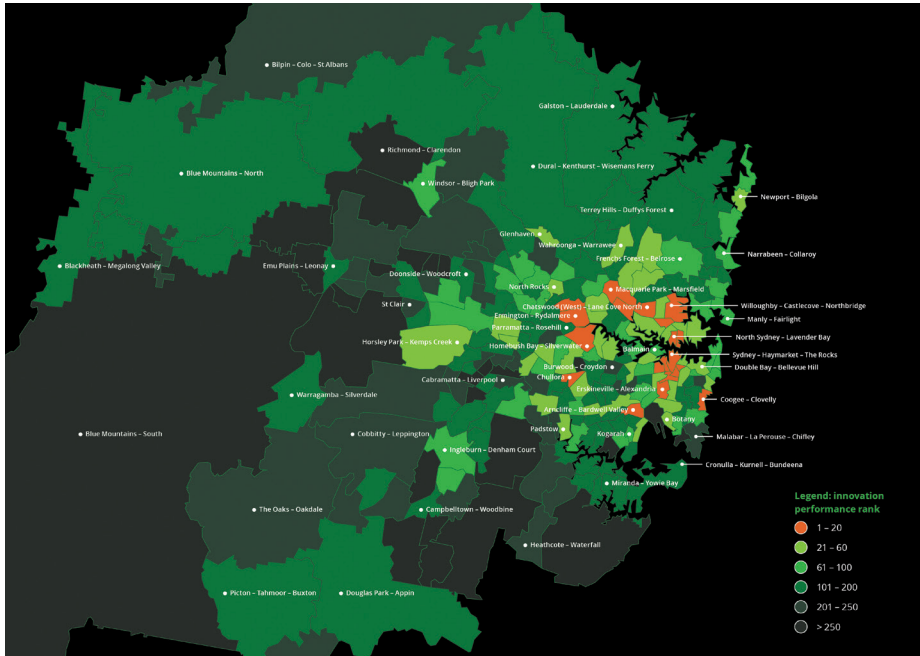 Bilpin – Colo – St Albans
Galston – Lauderdale
Richmond – Clarendon
Dural – Kenthurst – Wisemans Ferry
Blue Mountains – North
Windsor – Bligh Park
Newport – Bilgola
Terrey Hills – Duffys Forest
Glenhaven
Wahroonga – Warrawee
Narrabeen – Collaroy
Frenchs Forest – Belrose
Blackheath – Megalong Valley
Emu Plains – Leonay
Doonside – Woodcroft
North Rocks
Macquarie Park – Marsfield
St Clair
Chatswood (West) – Lane Cove North
Willoughby – Castlecove – Northbridge
Ermington – Rydalmere
Manly – Fairlight
Parramatta – Rosehill
North Sydney – Lavender Bay
Horsley Park – Kemps Creek
Homebush Bay – Silverwater
Balmain
Sydney – Haymarket – The Rocks
Burwood – Croydon
Double Bay – Bellevue Hill
Cabramatta – Liverpool
Chullora
Erskineville – Alexandria
Warragamba – Silverdale
Coogee – Clovelly
Arncliffe – Bardwell Valley
Botany
Blue Mountains – South
Cobbitty – Leppington
Padstow
Kogarah
Malabar – La Perouse – Chifley
Ingleburn – Denham Court
Cronulla – Kurnell – Bundeena
Miranda – Yowie Bay
The Oaks – Oakdale
Campbelltown – Woodbine
Heathcote – Waterfall
Picton – Tahmoor – Buxton
Douglas Park – Appin
Legend: innovation
performance rank
1 – 20
21 – 60
61 – 100
101 – 200
201 – 250
> 250